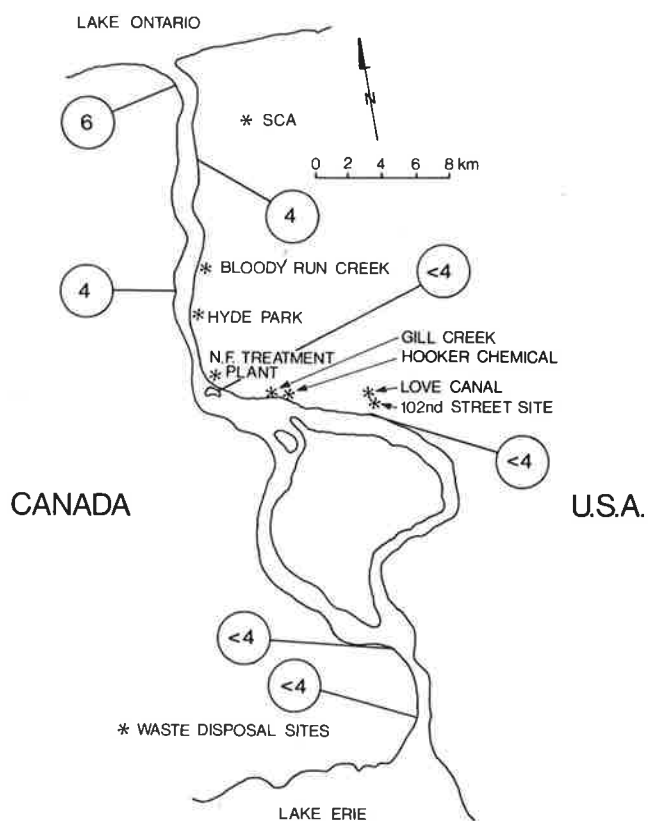 LAKE ONTARIO
6
* SCA
N
0 2 4 6 8 km
4
* BLOODY RUN CREEK
<4
4
* HYDE PARK
GILL CREEK
N.F. TREATMENT
PLANT
HOOKER CHEMICAL
LOVE CANAL
102nd STREET SITE
<4
CANADA
U.S.A.
<4
<4
* WASTE DISPOSAL SITES
LAKE ERIE